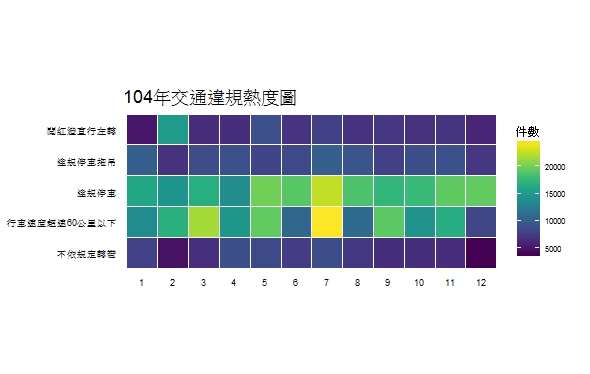 104年交通違規熱度圖
件數
闖紅燈直行左轉
違規停車拖吊
違規停車
行車速度超速60公里以下
不依規定轉彎
20000
15000
10000
5000
1 2 3 4 5 6 7 8 9 10 11 12